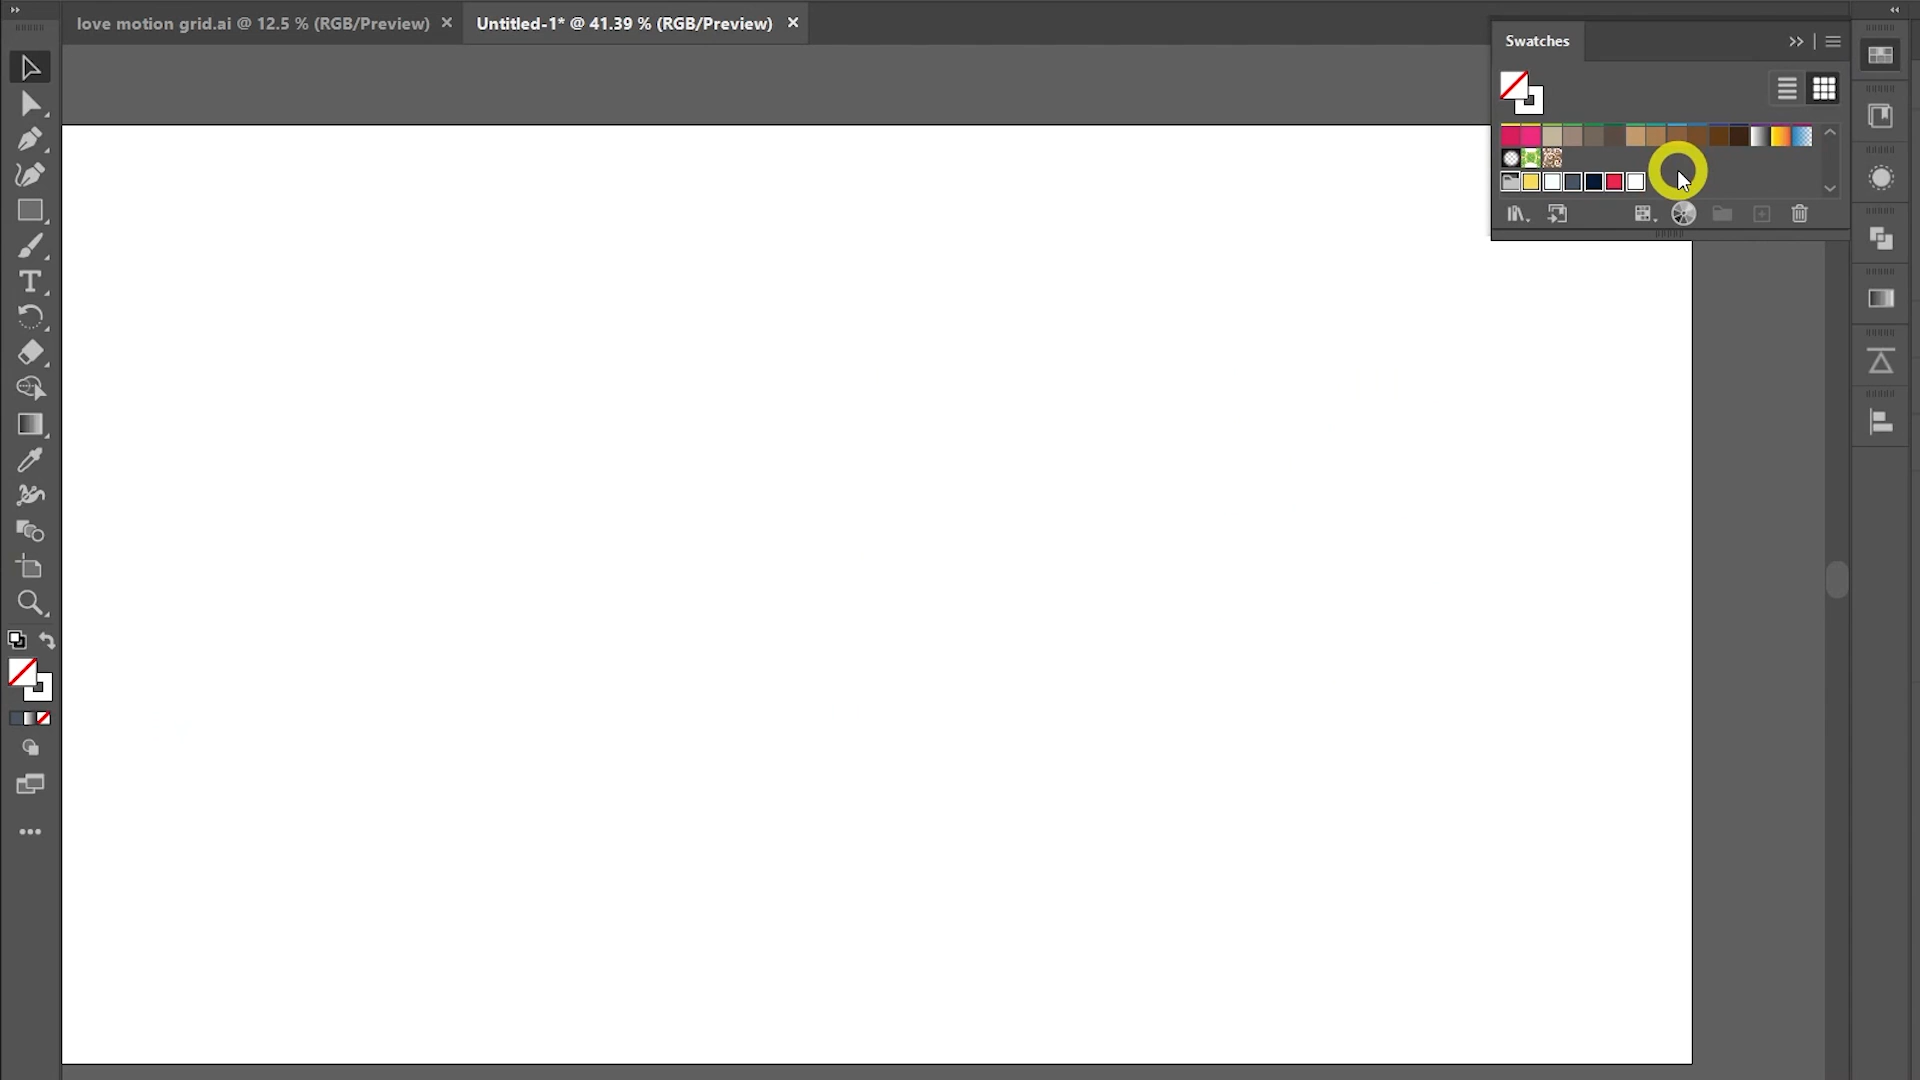 love motion grid.ai @ 12.5 % (RGB/Preview)
Untitled-1* @ 41.39 % (RGB/Preview)
Swatches